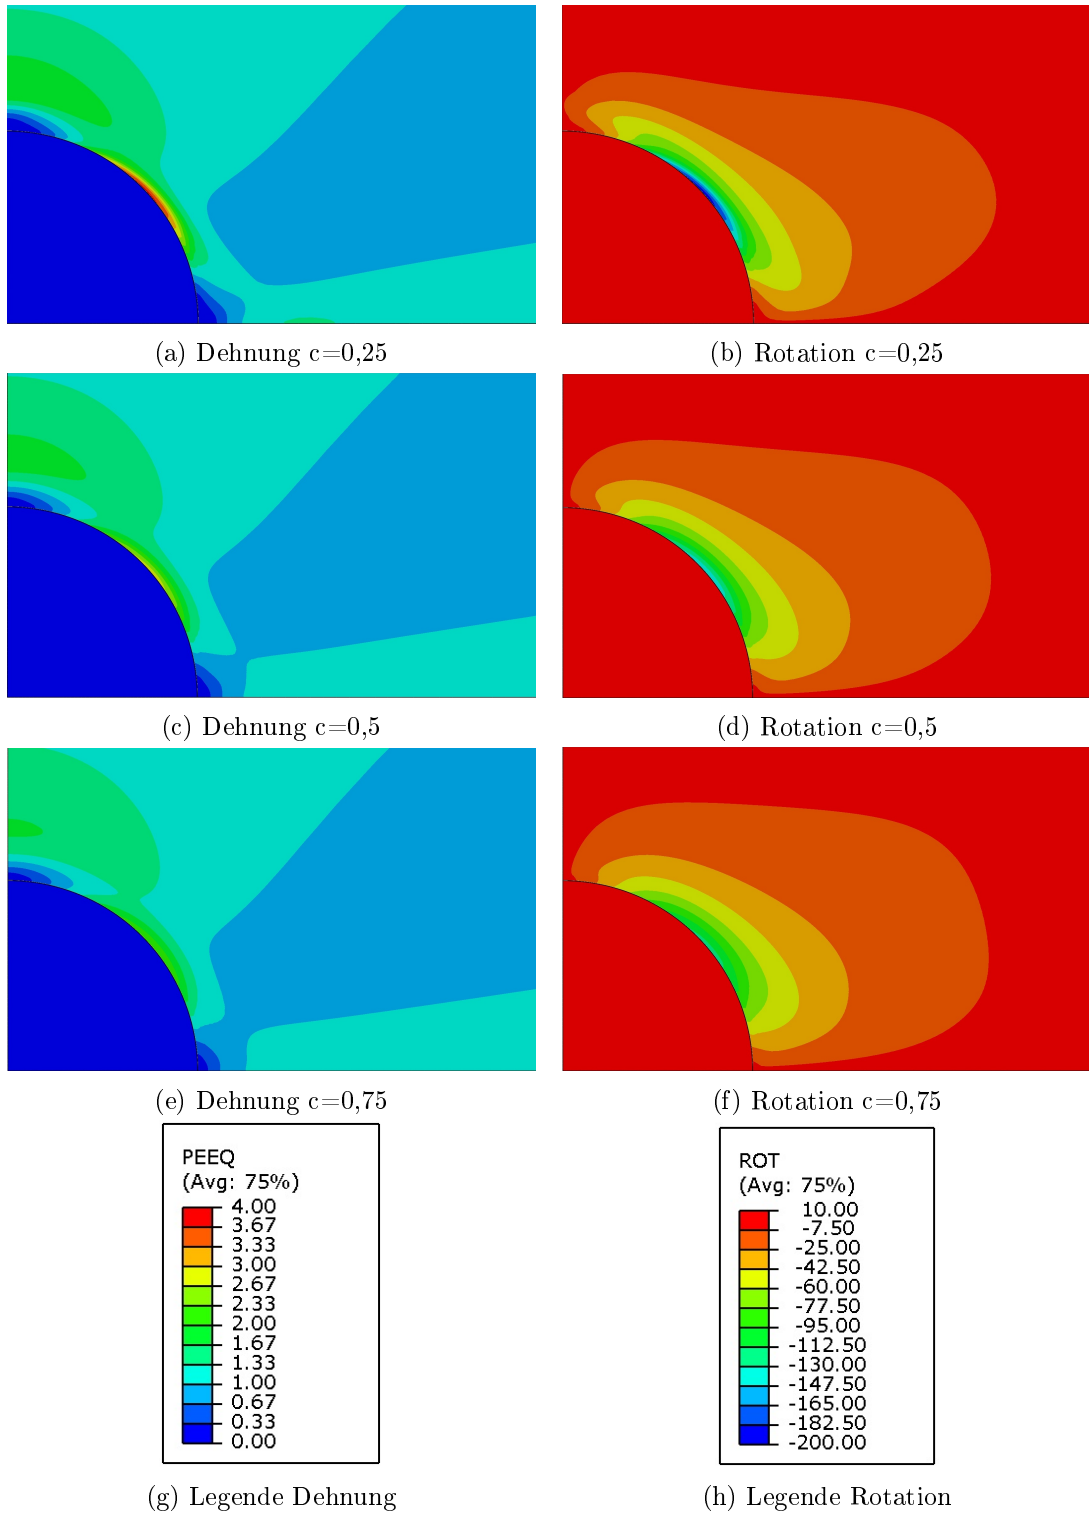 (a) Dehnung c=0,25
(b) Rotation c=0,25
(c) Dehnung c=0,5
(d) Rotation c=0,5
(e) Dehnung c=0,75
(f) Rotation c=0,75
PEEQ
(Avg: 75%)
4.00
3.67
3.33
3.00
2.67
2.33
2.00
1.67
1.33
1.00
0.67
0.33
0.00
ROT
(Avg: 75%)
10.00
-7.50
-25.00
-42.50
-60.00
-77.50
-95.00
-112.50
-130.00
-147.50
-165.00
-182.50
-200.00
(g) Legende Dehnung
(h) Legende Rotation